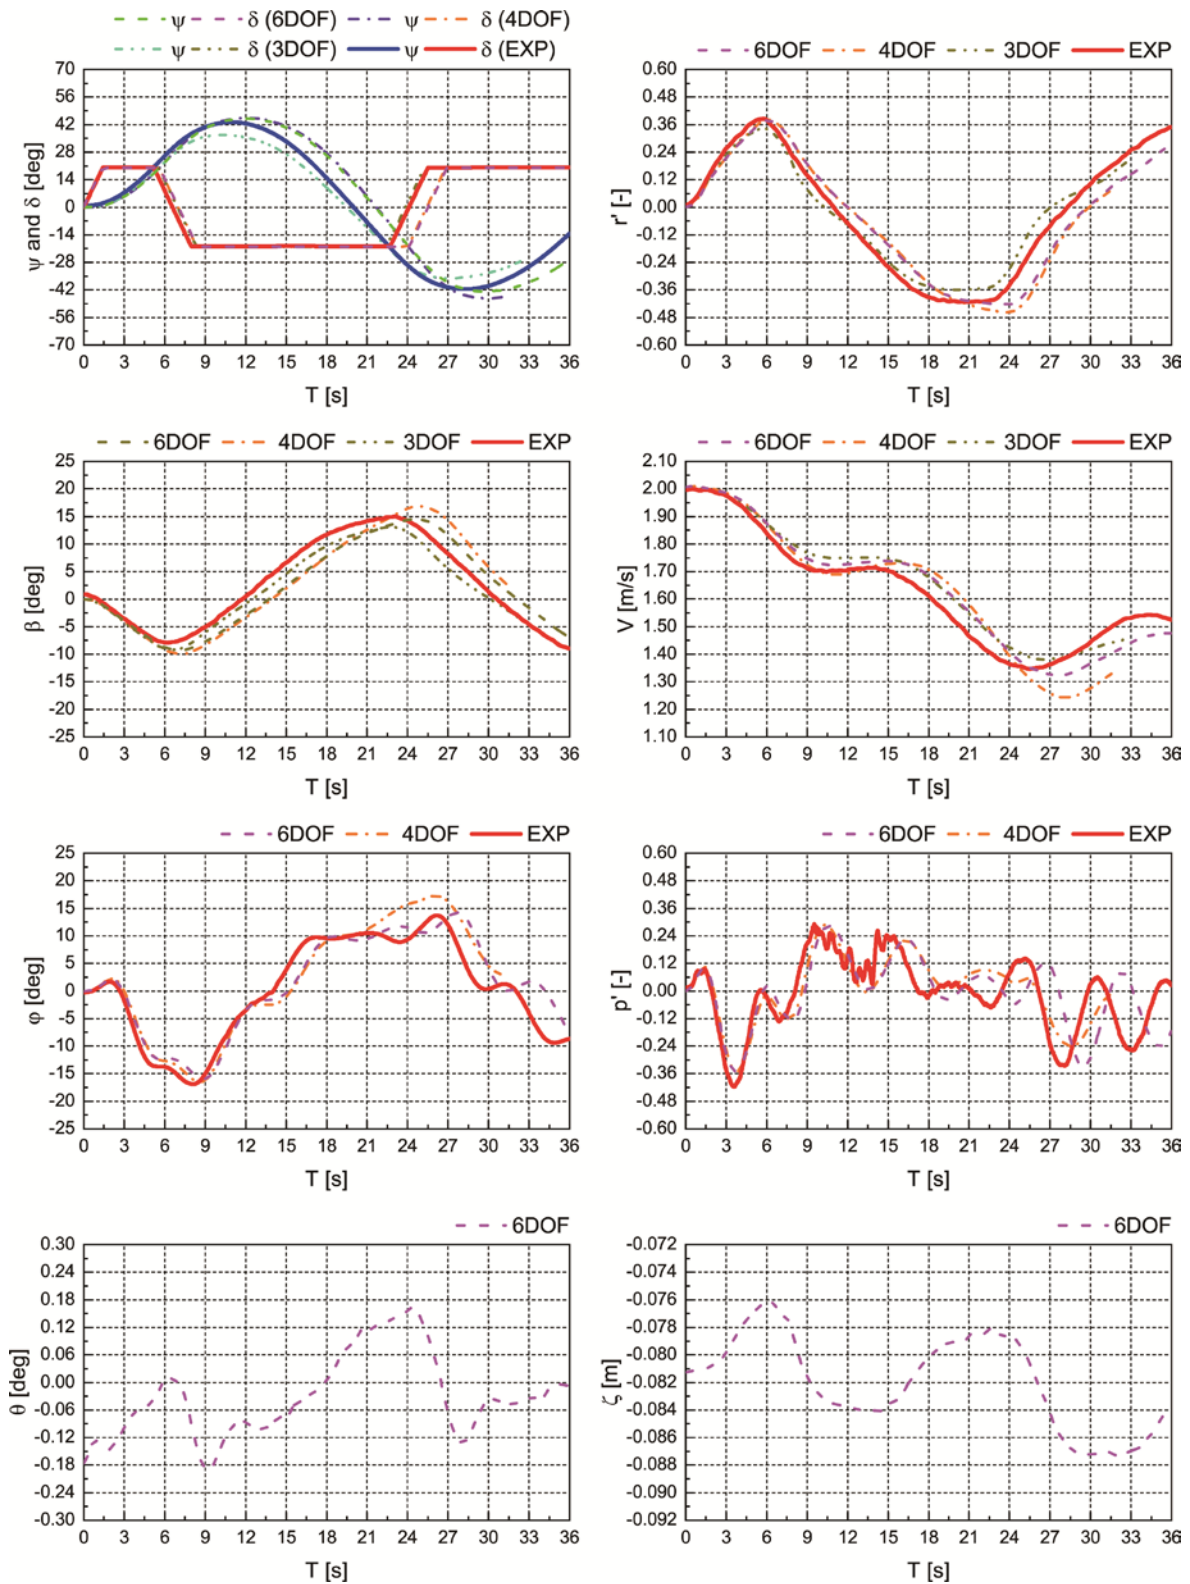 ψ δ (6DOF) ψ δ (4DOF)
ψ δ (3DOF) ψ δ (EXP)
70
56
42
28
14
0
-14
-28
-42
-56
-70
ψ and δ [deg]
0 3 6 9 12 15 18 21 24 27 30 33 36
T [s]
6DOF 4DOF 3DOF EXP
0.60
0.48
0.36
0.24
0.12
0.00
-0.12
-0.24
-0.36
-0.48
-0.60
r' [-]
0 3 6 9 12 15 18 21 24 27 30 33 36
T [s]
6DOF 4DOF 3DOF EXP
25
20
15
10
5
0
-5
-10
-15
-20
-25
β [deg]
0 3 6 9 12 15 18 21 24 27 30 33 36
T [s]
6DOF 4DOF 3DOF EXP
2.10
2.00
1.90
1.80
1.70
1.60
1.50
1.40
1.30
1.20
1.10
V [m/s]
0 3 6 9 12 15 18 21 24 27 30 33 36
T [s]
6DOF 4DOF EXP
25
20
15
10
5
0
-5
-10
-15
-20
-25
φ [deg]
0 3 6 9 12 15 18 21 24 27 30 33 36
T [s]
6DOF 4DOF EXP
0.60
0.48
0.36
0.24
0.12
0.00
-0.12
-0.24
-0.36
-0.48
-0.60
p' [-]
0 3 6 9 12 15 18 21 24 27 30 33 36
T [s]
6DOF
0.30
0.24
0.18
0.12
0.06
0.00
-0.06
-0.12
-0.18
-0.24
-0.30
θ [deg]
0 3 6 9 12 15 18 21 24 27 30 33 36
T [s]
6DOF
-0.072
-0.074
-0.076
-0.078
-0.080
-0.082
-0.084
-0.086
-0.088
-0.090
-0.092
ζ [m]
0 3 6 9 12 15 18 21 24 27 30 33 36
T [s]